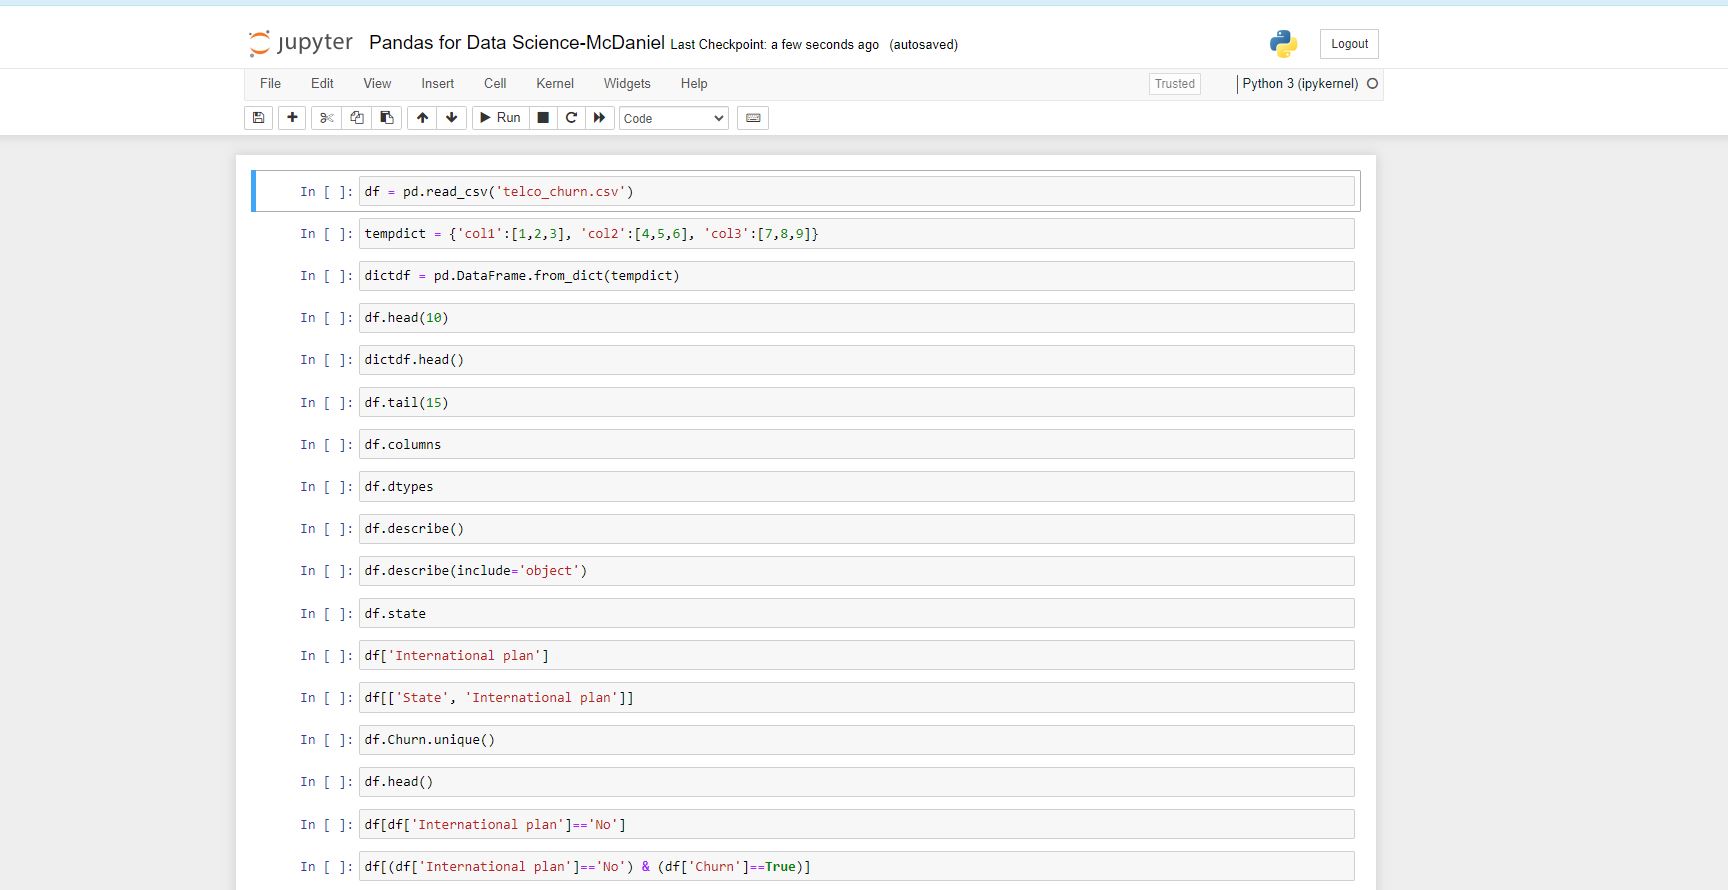 jupyter Pandas for Data Science-McDaniel Last Checkpoint: a few seconds ago (autosaved) Logout
File Edit View Insert Cell Kernel Widgets Help Trusted Python 3 (ipykernel)
Run Code
In [ ]: df = pd.read_csv('telco_churn.csv')
In [ ]: tempdict = {'col1':[1,2,3], 'col2':[4,5,6], 'col3':[7,8,9]}
In [ ]: dictdf = pd.DataFrame.from_dict(tempdict)
In [ ]: df.head(10)
In [ ]: dictdf.head()
In [ ]: df.tail(15)
In [ ]: df.columns
In [ ]: df.dtypes
In [ ]: df.describe()
In [ ]: df.describe(include='object')
In [ ]: df.state
In [ ]: df['International plan']
In [ ]: df[['State', 'International plan']]
In [ ]: df.Churn.unique()
In [ ]: df.head()
In [ ]: df[df['International plan']=='No']
In [ ]: df[(df['International plan']=='No') & (df['Churn']==True)]